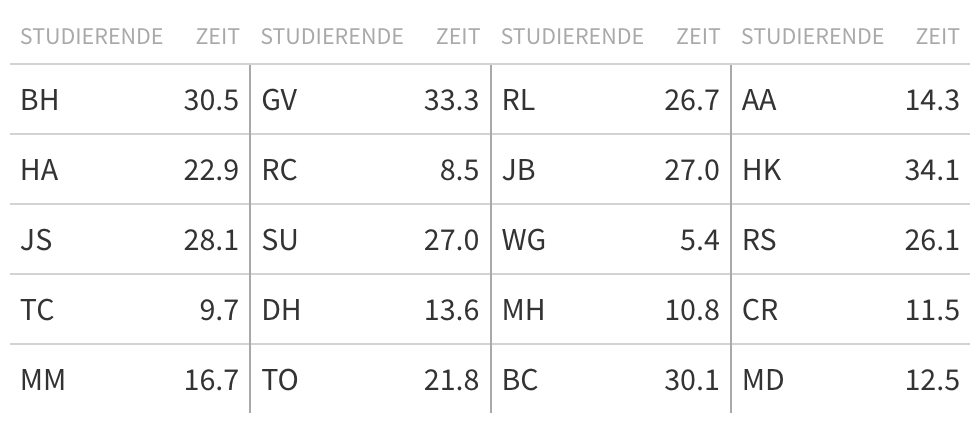 STUDIERENDE ZEIT STUDIERENDE ZEIT STUDIERENDE ZEIT STUDIERENDE ZEIT
BH 30.5 GV 33.3 RL 26.7 AA 14.3
HA 22.9 RC 8.5 JB 27.0 HK 34.1
JS 28.1 SU 27.0 WG 5.4 RS 26.1
TC 9.7 DH 13.6 MH 10.8 CR 11.5
MM 16.7 TO 21.8 BC 30.1 MD 12.5